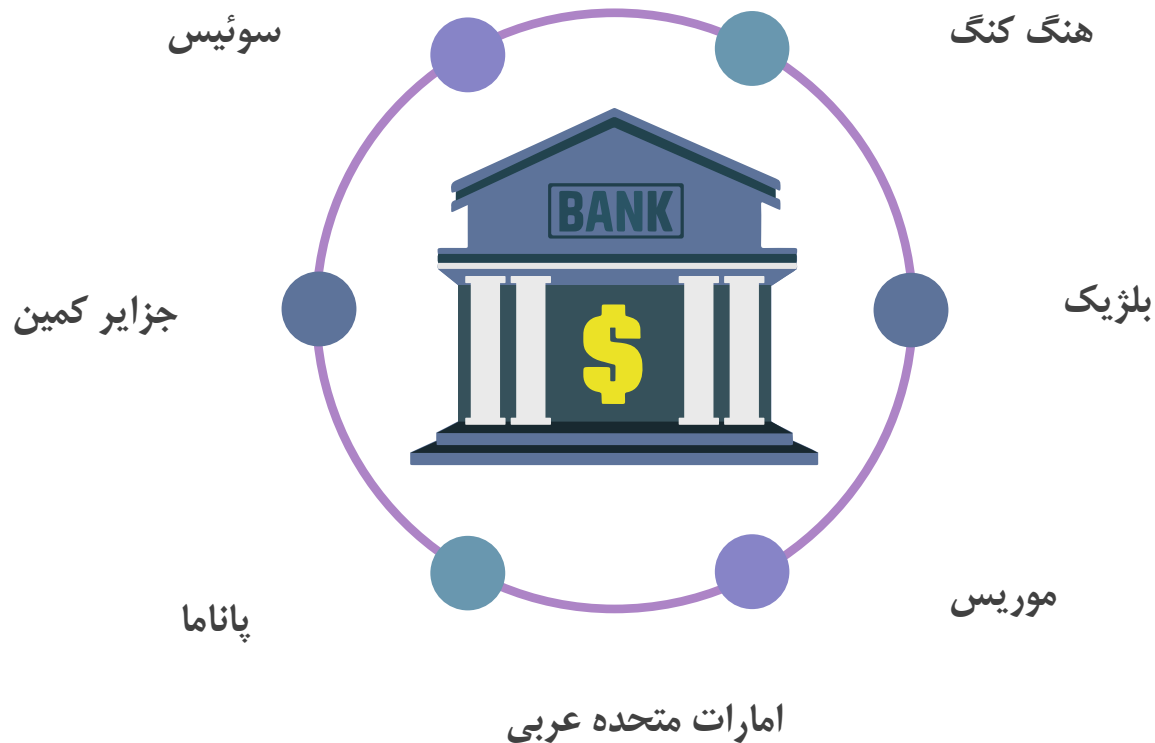 هنگ کنگ
سوئیس
BANK
$
بلژیک
جزایر کمین
موریس
پاناما
امارات متحده عربی